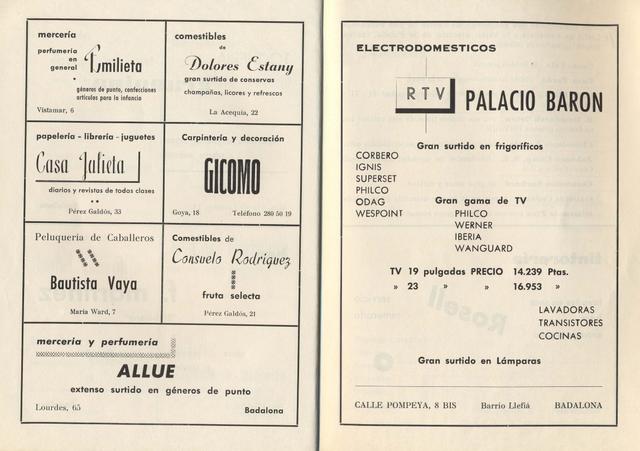 mercería
perfumería
en
general
Emilieta
géneros de punto, confecciones
artículos para la infancia
Vistamar, 6
comestibles
de
Dolores Estany
gran surtido de conservas
champañas, licores y refrescos
La Acequia, 22
papelería - librería - juguetes
Casa Julieta
diarios y revistas de todas clases
Pérez Galdós, 33
Carpintería y decoración
GICOMO
Goya, 18 Teléfono 280 50 19
Peluquería de Caballeros
Bautista Vaya
María Ward, 7
Comestibles de
Consuelo Rodríguez
fruta selecta
Pérez Galdós, 21
mercería y perfumería
ALLUE
extenso surtido en géneros de punto
Lourdes, 65 Badalona
ELECTRODOMESTICOS
RTV PALACIO BARON
Gran surtido en frigoríficos
CORBERO
IGNIS
SUPERSET
PHILCO
ODAG
WESPOINT
Gran gama de TV
PHILCO
WERNER
IBERIA
WANGUARD
TV 19 pulgadas PRECIO 14.239 Ptas.
» 23 » » 16.953 »
LAVADORAS
TRANSISTORES
COCINAS
Gran surtido en Lámparas
CALLE POMPEYA, 8 BIS Barrio Llefiá BADALONA